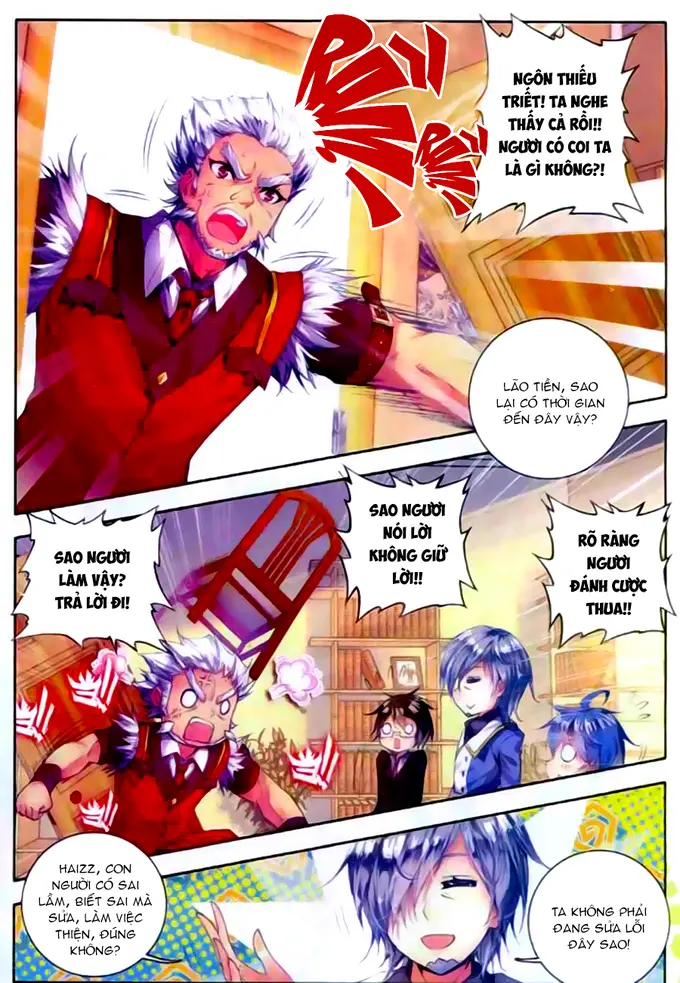 NGÔN THIẾU
TRIẾT! TA NGHE
THẤY CẢ RỒI!!
NGƯƠI CÓ COI TA
LÀ GÌ KHÔNG?!
LÃO TIỀN, SAO
LẠI CÓ THỜI GIAN
ĐẾN ĐÂY VẬY?
SAO NGƯƠI
LÀM VẬY?
TRẢ LỜI ĐI!
SAO NGƯƠI
NÓI LỜI
KHÔNG GIỮ
LỜI!!
RÕ RÀNG
NGƯƠI
ĐÁNH CƯỢC
THUA!!
HAIZZ, CON
NGƯỜI CÓ SAI
LẦM, BIẾT SAI MÀ
SỬA, LÀM VIỆC
THIỆN, ĐÚNG
KHÔNG?
TA KHÔNG PHẢI
ĐANG SỬA LỖI
ĐÂY SAO!